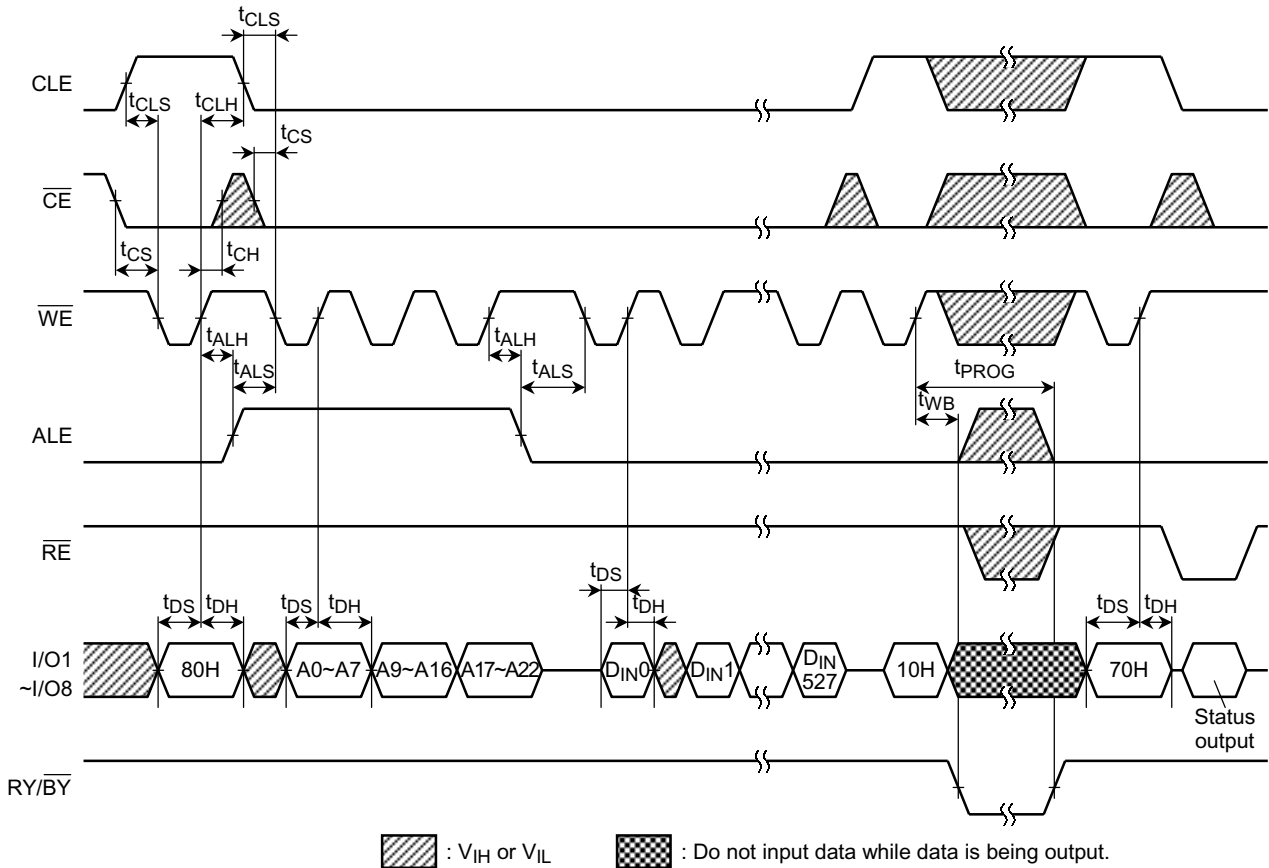 tCLS
CLE
tCLS tCLH
tCS
CE
tCS tCH
WE
tALH tALH
tALS tALS tPROG
tWB
ALE
RE
tDS
tDS tDH tDS tDH tDH tDS tDH
I/O1
~I/O8
80H A0~A7 A9~A16 A17~A22 DIN0 DIN1 DIN
527 10H 70H
Status
output
RY/BY
: VIH or VIL : Do not input data while data is being output.